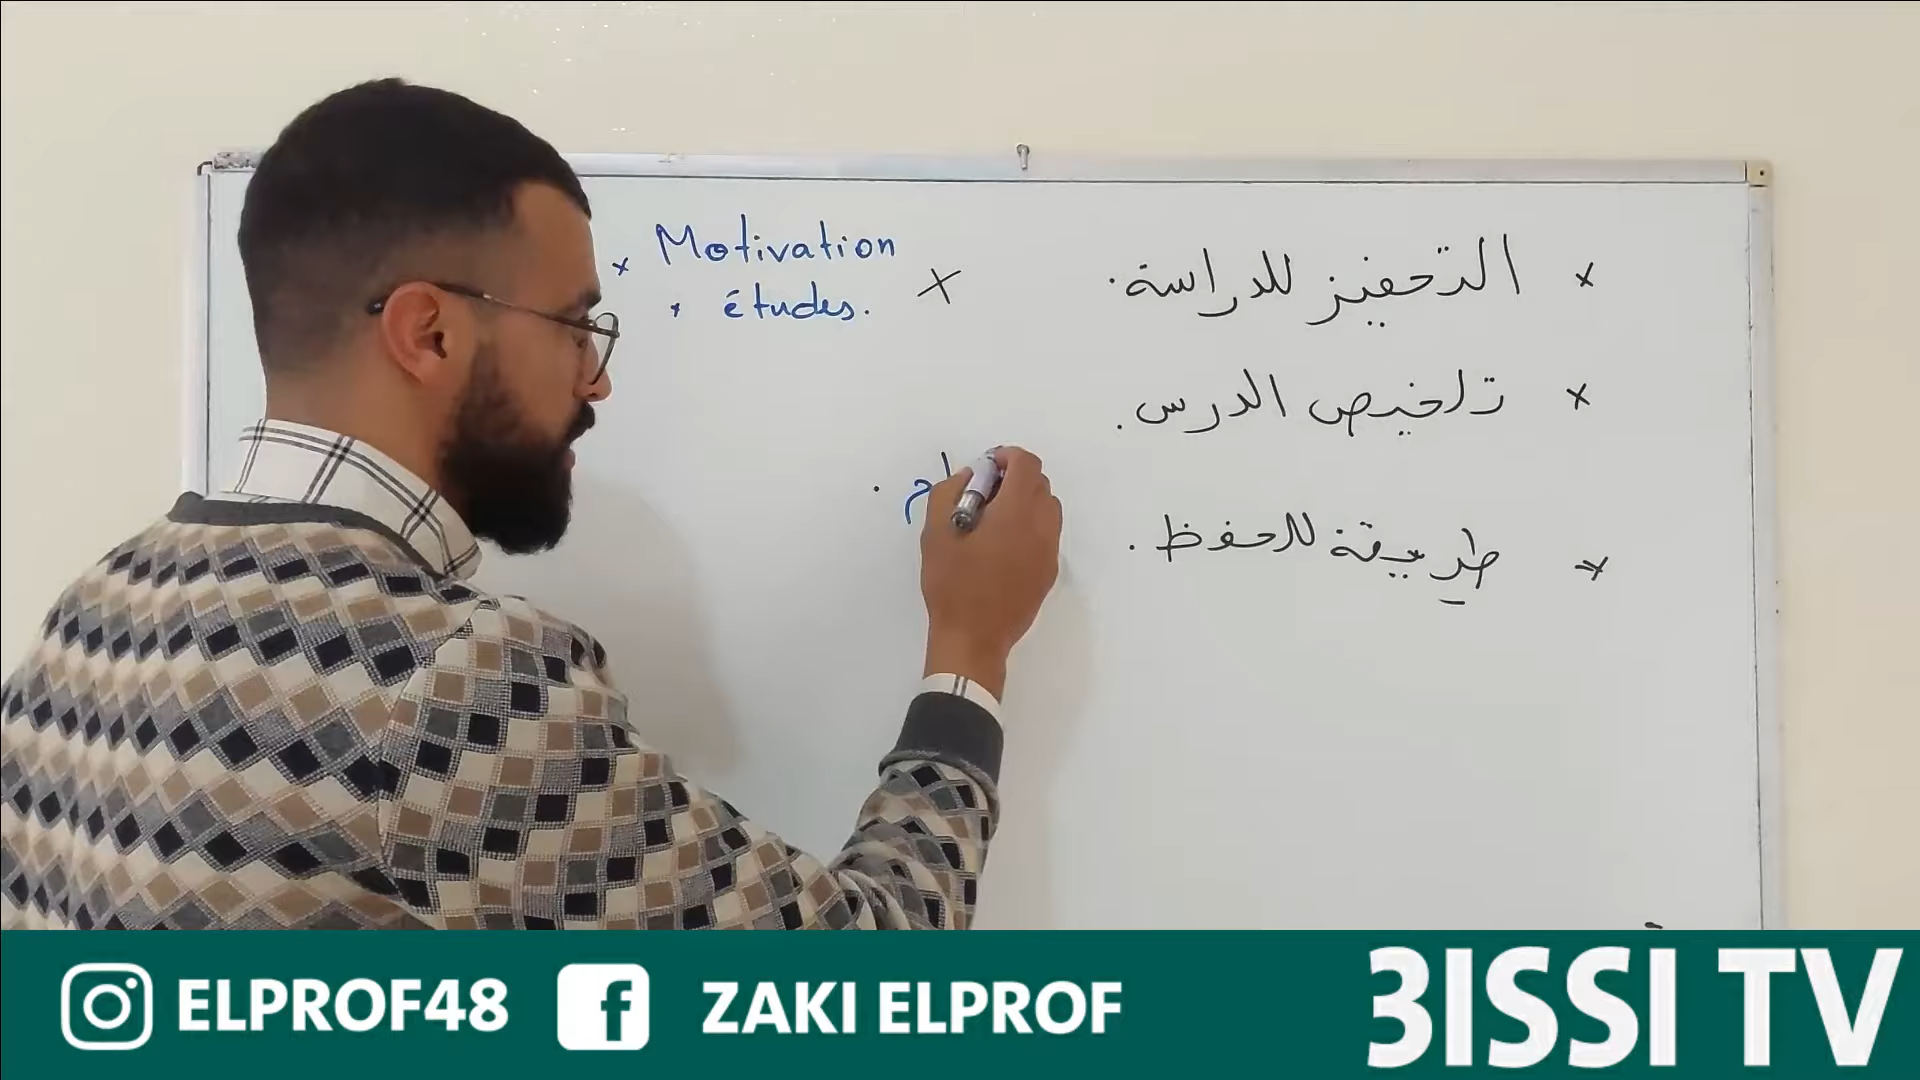 × التحفيز للدراسة.
× Motivation
• études. ×
× تلخيص الدرس.
× طريقة للحفظ.
ELPROF48
ZAKI ELPROF
3ISSI TV